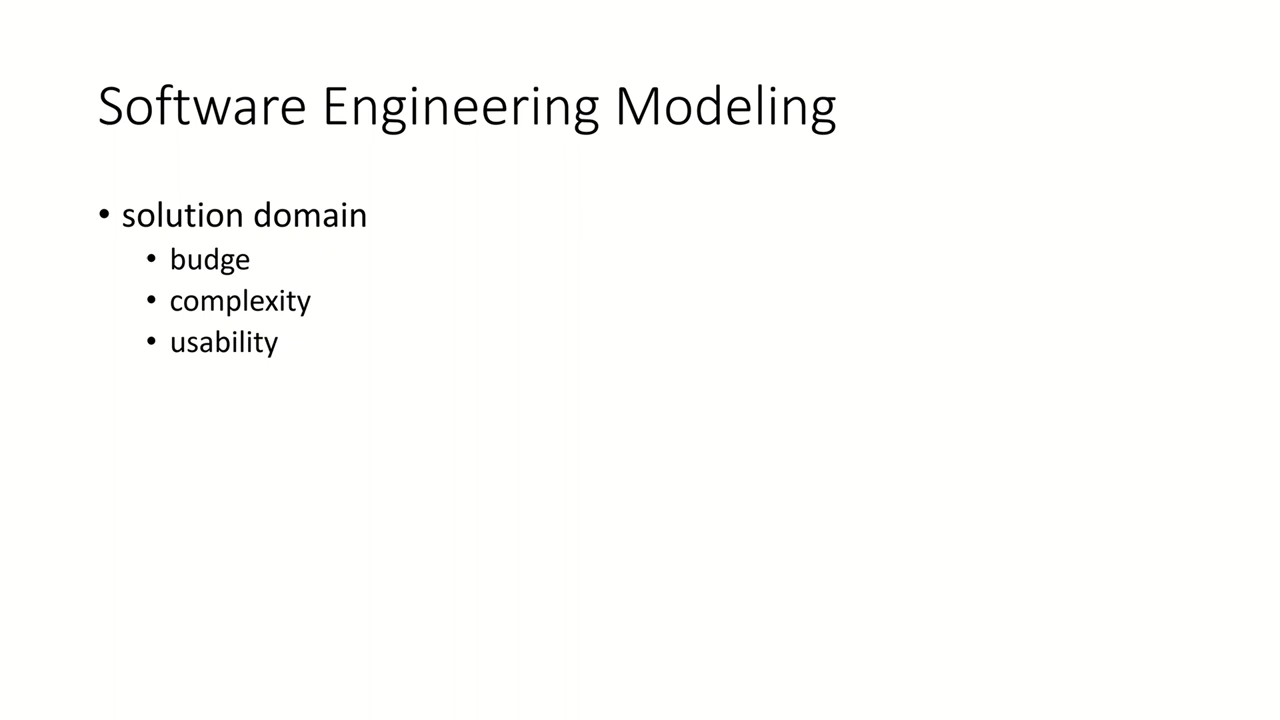 Software Engineering Modeling
• solution domain
• budge
• complexity
• usability